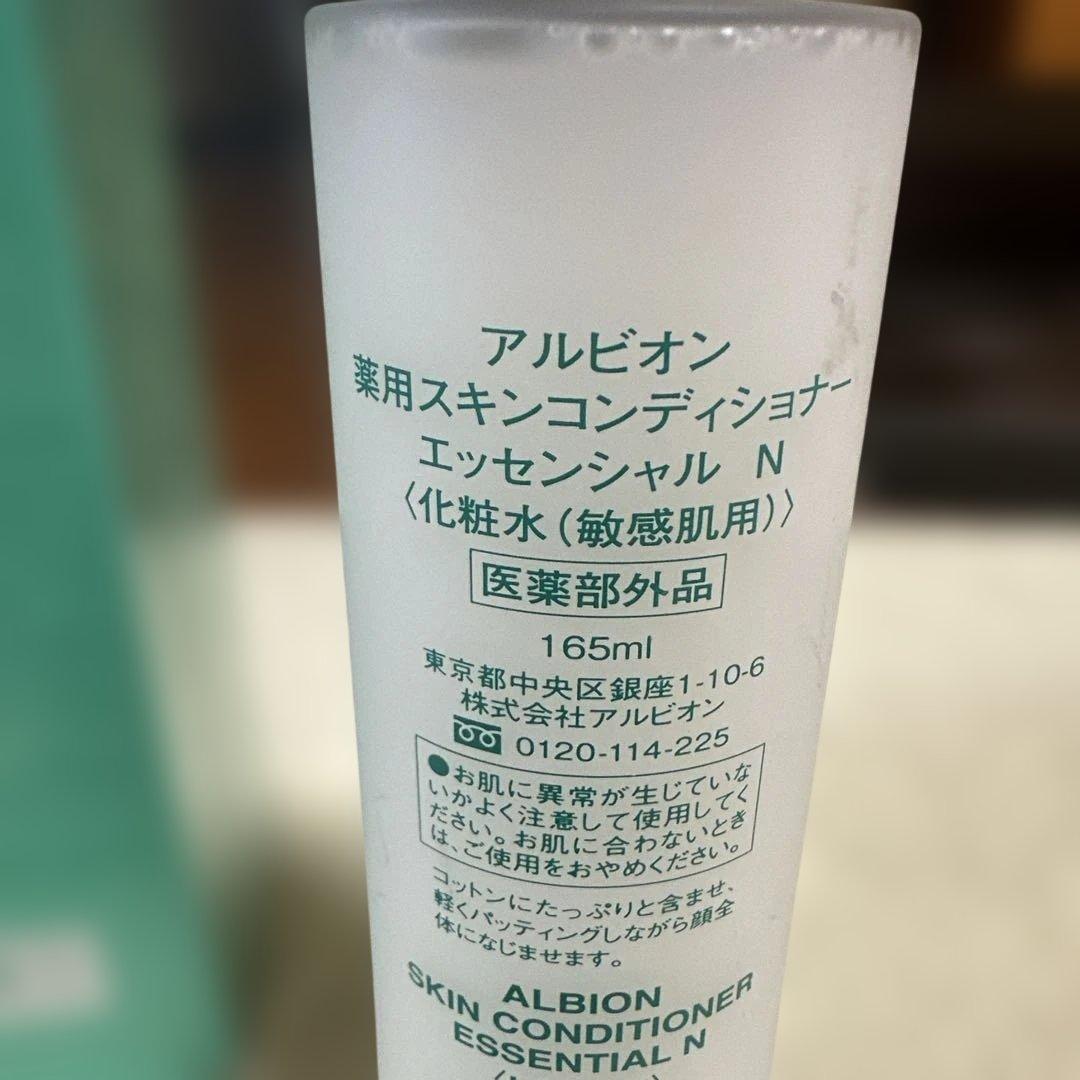 アルビオン
薬用スキンコンディショナー
エッセンシャル N
〈化粧水(敏感肌用)〉
医薬部外品
165ml
東京都中央区銀座1-10-6
株式会社アルビオン
0120-114-225
●お肌に異常が生じていな
いかよく注意して使用してく
ださい。お肌に合わないとき
は、ご使用をおやめください。
コットンにたっぷりと含ませ、
軽くパッティングしながら顔全
体になじませます。
ALBION
SKIN CONDITIONER
ESSENTIAL N